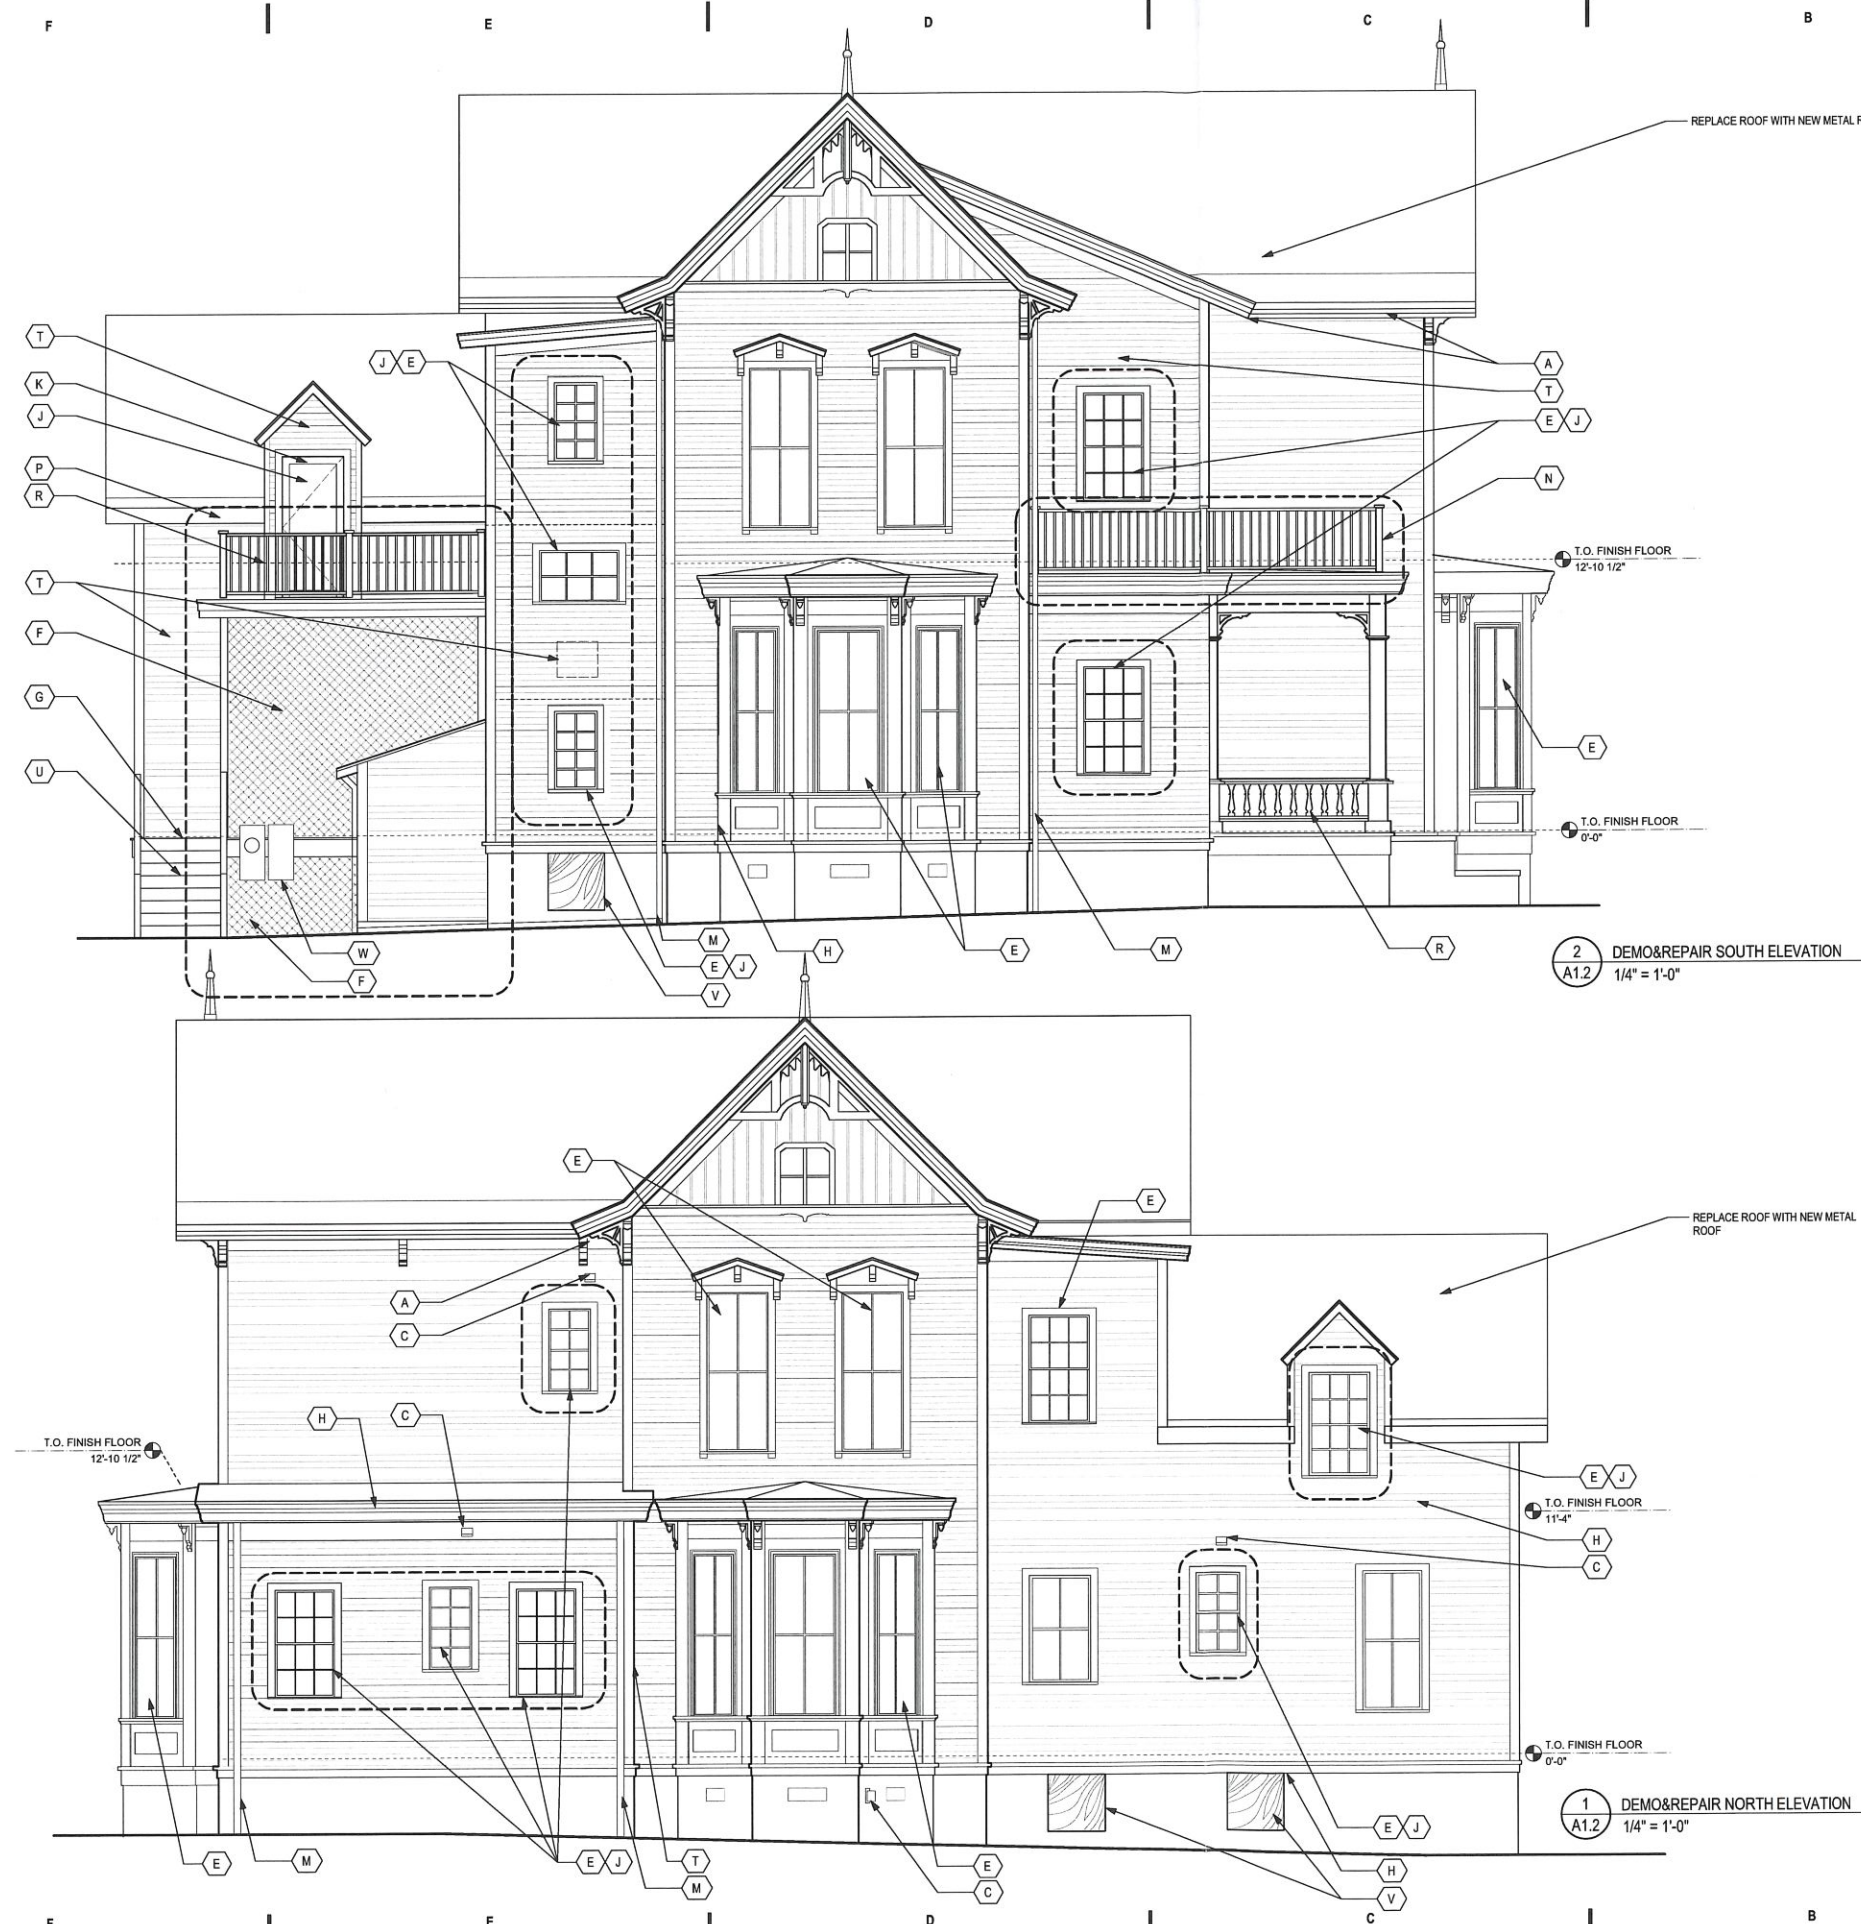 F E D C B
REPLACE ROOF WITH NEW METAL R
T
K
J
P
R
T
F
G
U
J E
A
T
E J
N
T.O. FINISH FLOOR
12'-10 1/2"
E
T.O. FINISH FLOOR
0'-0"
W
F
M
E J
V
H
E
M
R
2
A1.2
DEMO&REPAIR SOUTH ELEVATION
1/4" = 1'-0"
E
E
REPLACE ROOF WITH NEW METAL
ROOF
A
C
H
C
T.O. FINISH FLOOR
12'-10 1/2"
E J
T.O. FINISH FLOOR
11'-4"
H
C
T.O. FINISH FLOOR
0'-0"
1
A1.2
DEMO&REPAIR NORTH ELEVATION
1/4" = 1'-0"
E J
E
M
E J
T
M
E
C
H
V
F E D C B